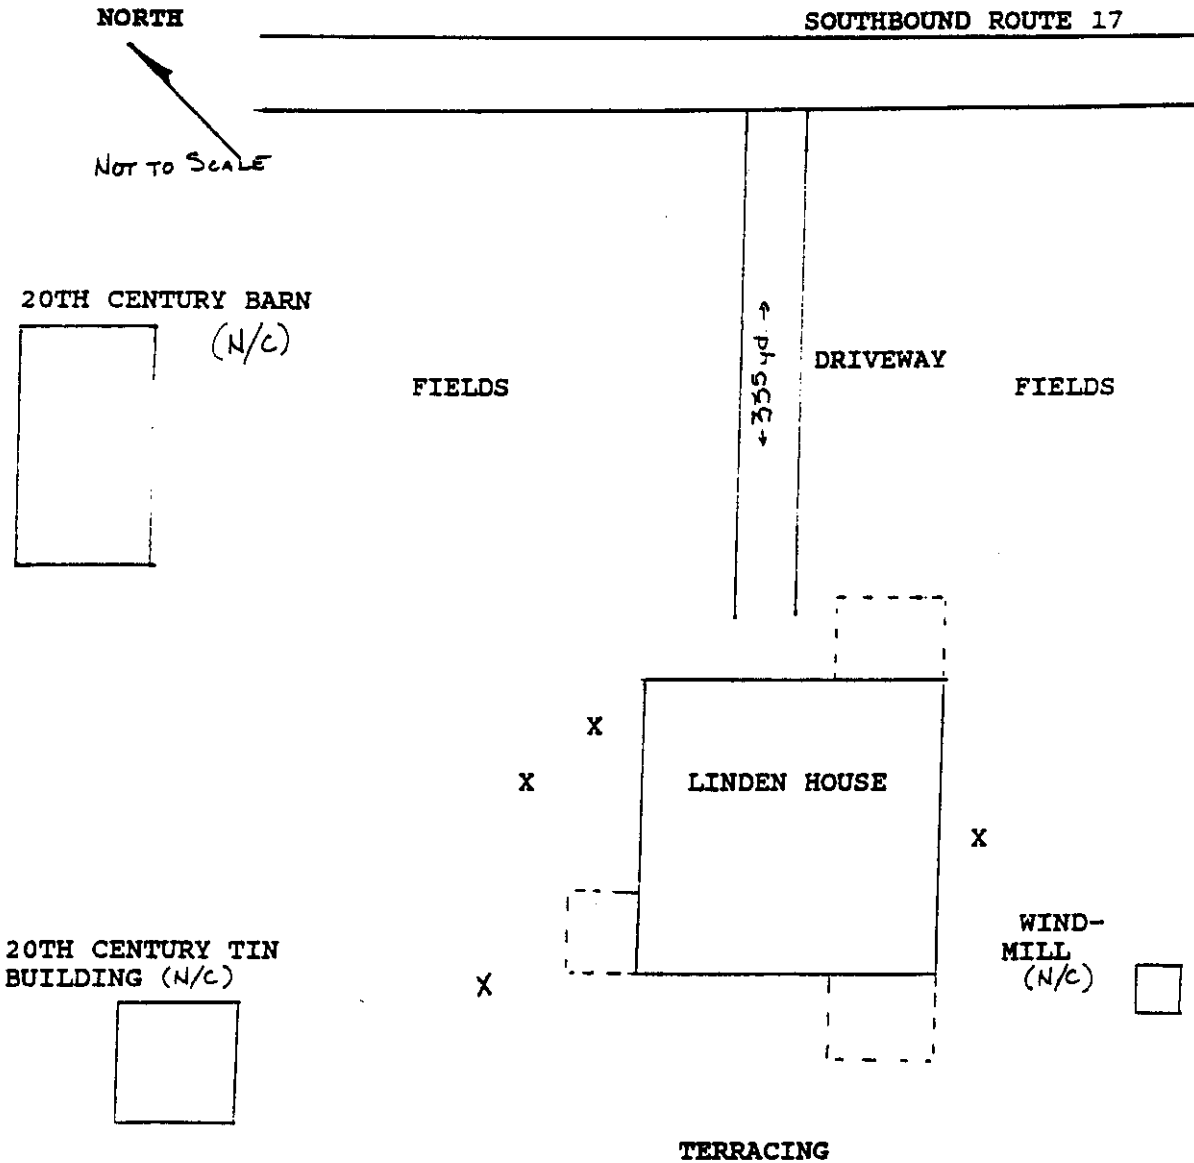 NORTH
SOUTHBOUND ROUTE 17
NOT TO SCALE
20TH CENTURY BARN
(N/C)
←335 yd.→
DRIVEWAY
FIELDS
FIELDS
X
X
LINDEN HOUSE
X
20TH CENTURY TIN
BUILDING (N/C)
X
WIND-
MILL
(N/C)
TERRACING